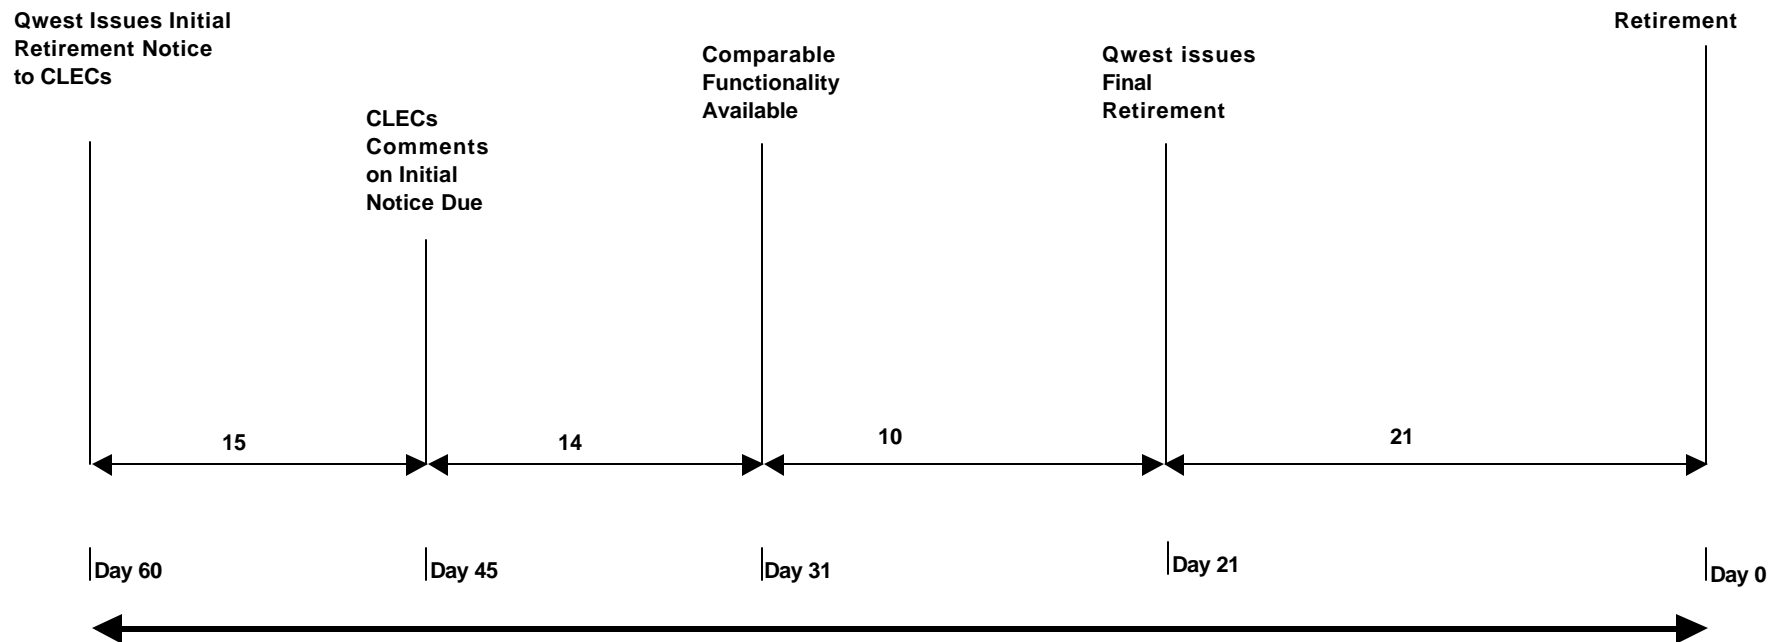 Qwest Issues Initial
Retirement Notice
to CLECs
CLECs
Comments
on Initial
Notice Due
Comparable
Functionality
Available
Qwest issues
Final
Retirement
Retirement
15
14
10
21
Day 60
Day 45
Day 31
Day 21
Day 0